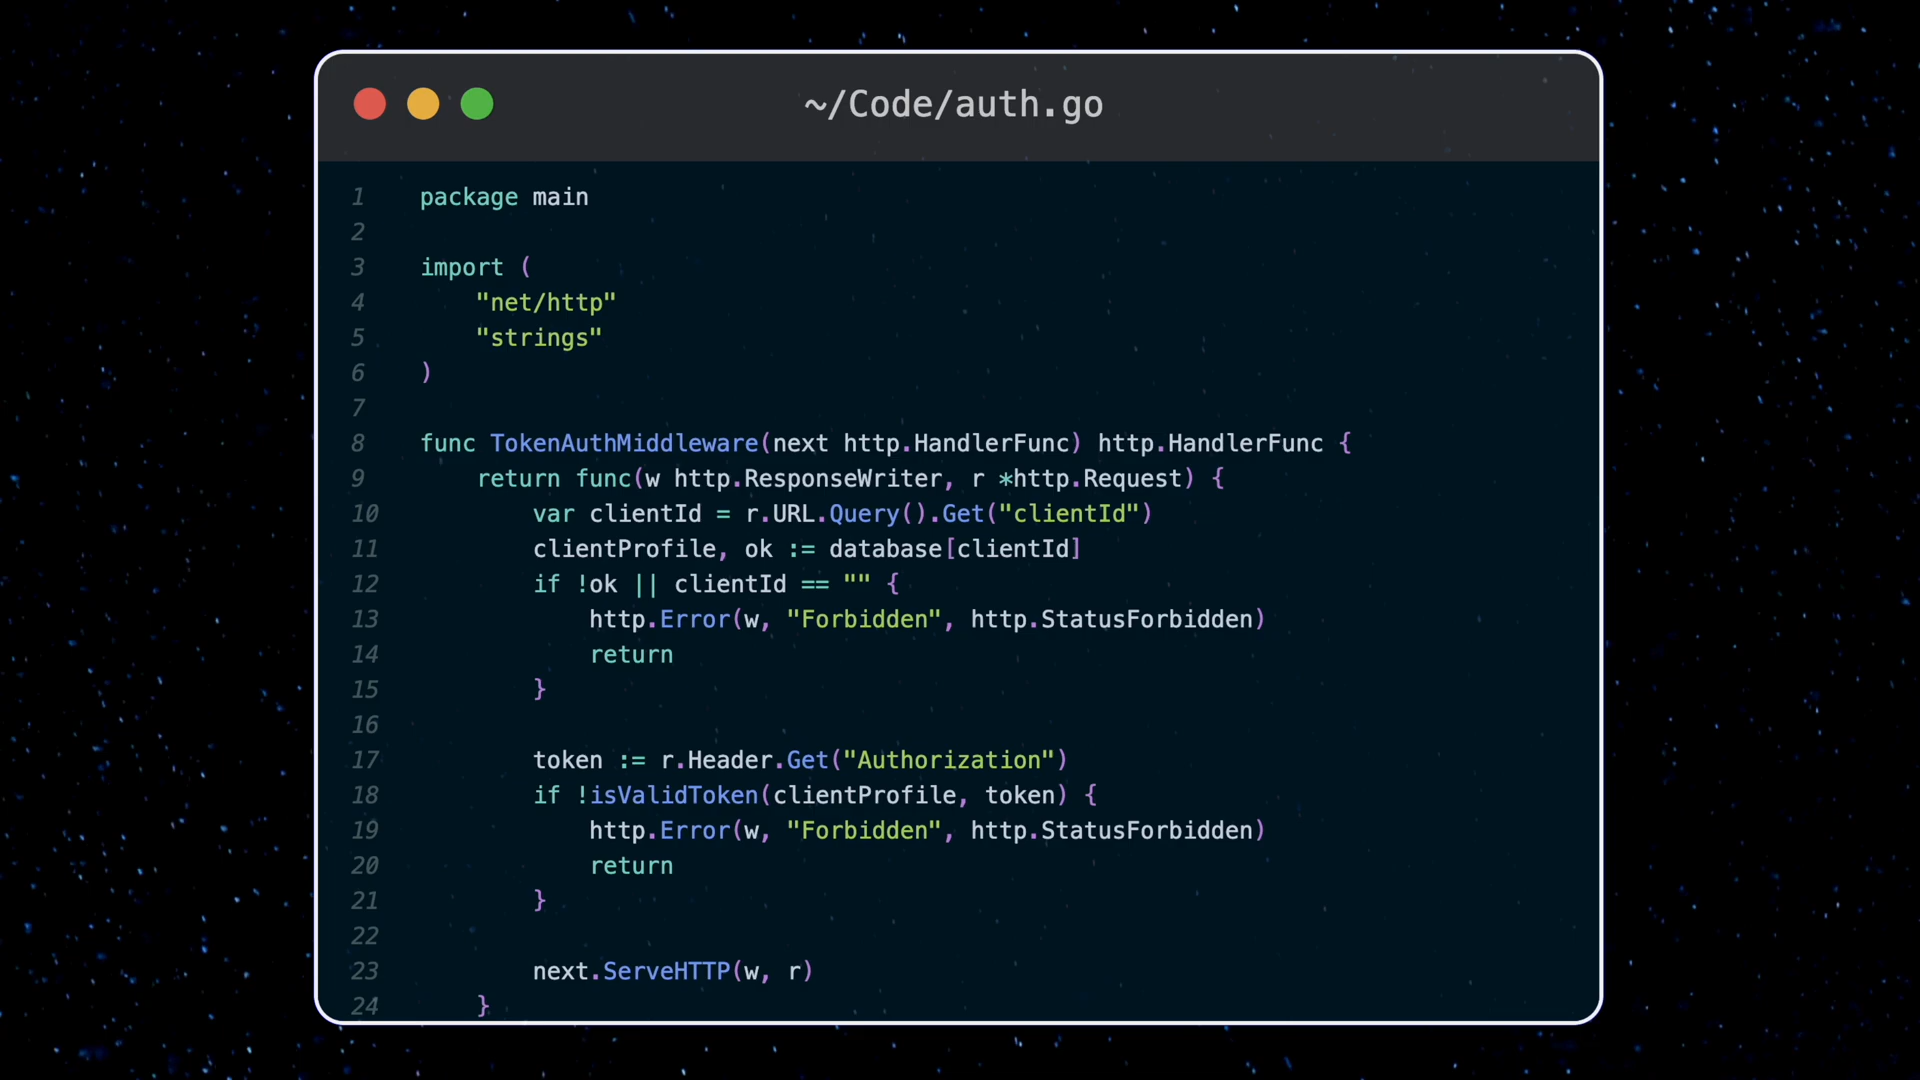 ~/Code/auth.go
1 package main
2
3 import (
4     "net/http"
5     "strings"
6 )
7
8 func TokenAuthMiddleware(next http.HandlerFunc) http.HandlerFunc {
9     return func(w http.ResponseWriter, r *http.Request) {
10         var clientId = r.URL.Query().Get("clientId")
11         clientProfile, ok := database[clientId]
12         if !ok || clientId == "" {
13             http.Error(w, "Forbidden", http.StatusForbidden)
14             return
15         }
16
17         token := r.Header.Get("Authorization")
18         if !isValidToken(clientProfile, token) {
19             http.Error(w, "Forbidden", http.StatusForbidden)
20             return
21         }
22
23         next.ServeHTTP(w, r)
24     }